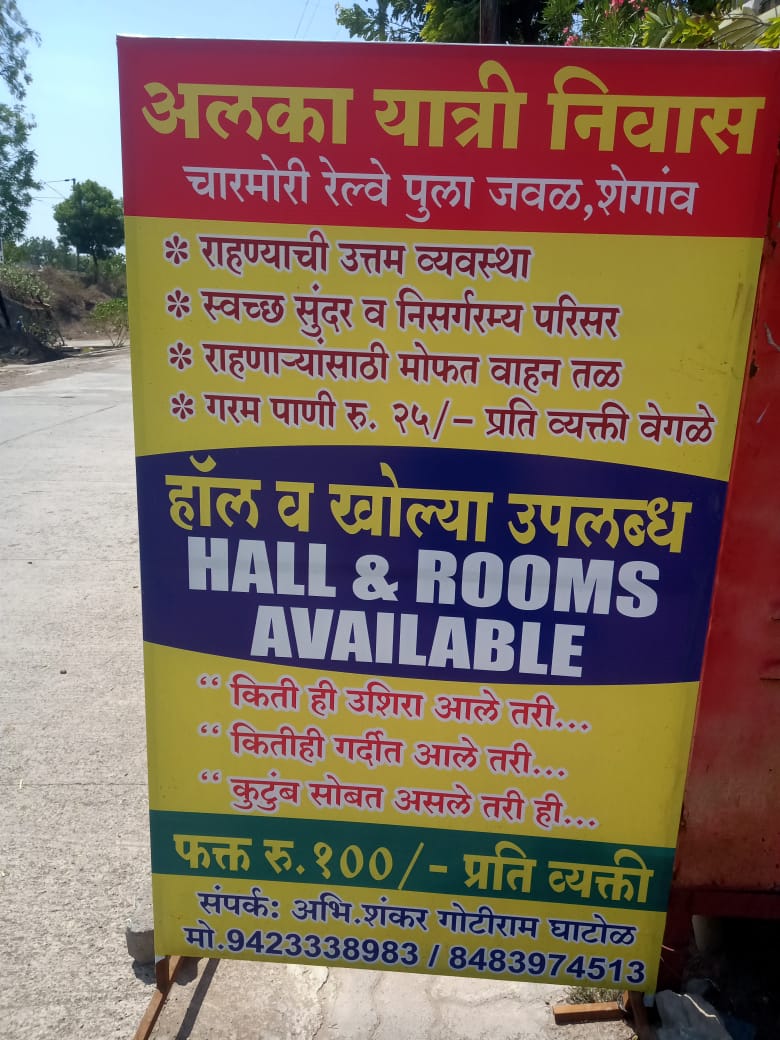 अलका यात्री निवास
चारमोरी रेल्वे पुला जवळ,शेगांव
* राहण्याची उत्तम व्यवस्था
* स्वच्छ सुंदर व निसर्गरम्य परिसर
* राहणाऱ्यांसाठी मोफत वाहन तळ
* गरम पाणी रु. २५/– प्रति व्यक्ती वेगळे
हॉल व खोल्या उपलब्ध
HALL & ROOMS
AVAILABLE
“ किती ही उशिरा आले तरी...
“ कितीही गर्दीत आले तरी...
“ कुटुंब सोबत असले तरी ही...
फक्त रु.१००/- प्रति व्यक्ती
संपर्क: अभि.शंकर गोटीराम घाटोळ
मो.9423338983 / 8483974513